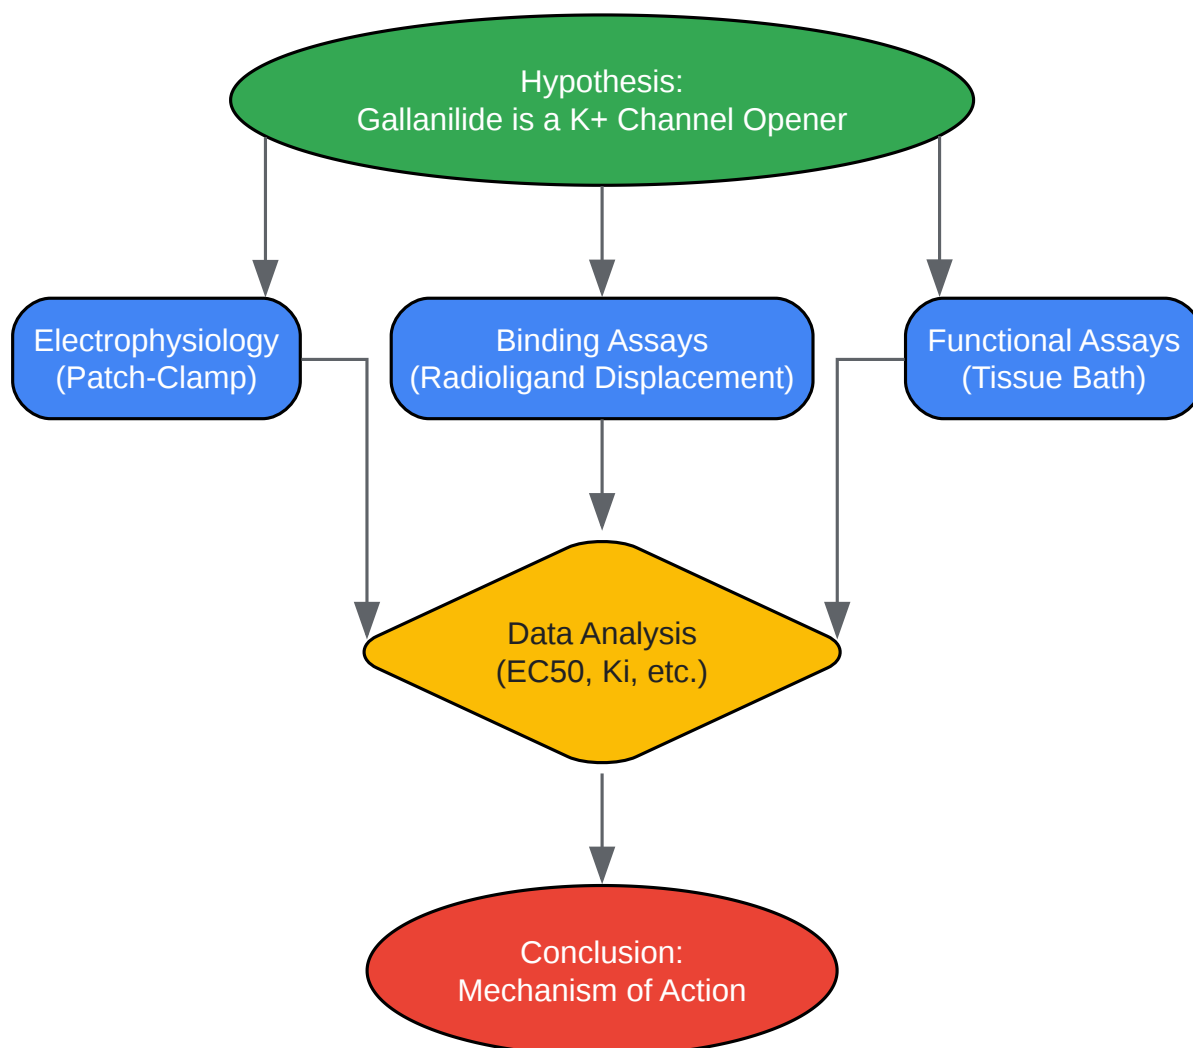 Hypothesis:
Gallanilide is a K+ Channel Opener
Electrophysiology
(Patch-Clamp)
Binding Assays
(Radioligand Displacement)
Functional Assays
(Tissue Bath)
Data Analysis
(EC50, Ki, etc.)
Conclusion:
Mechanism of Action